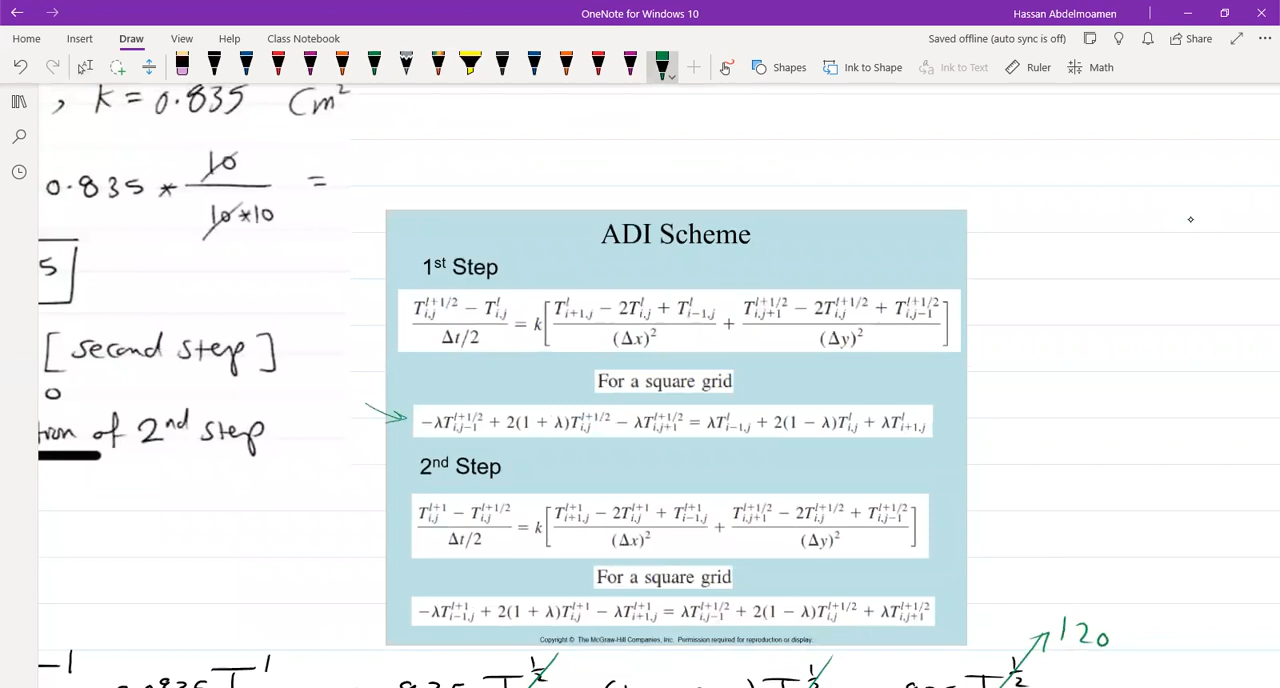 OneNote for Windows 10
Hassan Abdelmoamen
Home Insert Draw View Help Class Notebook
Saved offline (auto sync is off) Share
Shapes Ink to Shape Ink to Text Ruler Math
, k = 0.835 Cm²
0.835 * 10 / 10*10 =
5
[second step]
0
tion of 2nd step
ADI Scheme
1st Step
(T_{i,j}^{l+1/2} − T_{i,j}^{l}) / (Δt/2) = k[(T_{i+1,j}^{l} − 2T_{i,j}^{l} + T_{i−1,j}^{l}) / (Δx)² + (T_{i,j+1}^{l+1/2} − 2T_{i,j}^{l+1/2} + T_{i,j−1}^{l+1/2}) / (Δy)²]
For a square grid
−λT_{i,j−1}^{l+1/2} + 2(1 + λ)T_{i,j}^{l+1/2} − λT_{i,j+1}^{l+1/2} = λT_{i−1,j}^{l} + 2(1 − λ)T_{i,j}^{l} + λT_{i+1,j}^{l}
2nd Step
(T_{i,j}^{l+1} − T_{i,j}^{l+1/2}) / (Δt/2) = k[(T_{i+1,j}^{l+1} − 2T_{i,j}^{l+1} + T_{i−1,j}^{l+1}) / (Δx)² + (T_{i,j+1}^{l+1/2} − 2T_{i,j}^{l+1/2} + T_{i,j−1}^{l+1/2}) / (Δy)²]
For a square grid
−λT_{i−1,j}^{l+1} + 2(1 + λ)T_{i,j}^{l+1} − λT_{i+1,j}^{l+1} = λT_{i,j−1}^{l+1/2} + 2(1 − λ)T_{i,j}^{l+1/2} + λT_{i,j+1}^{l+1/2}
Copyright © The McGraw-Hill Companies, Inc. Permission required for reproduction or display.
120